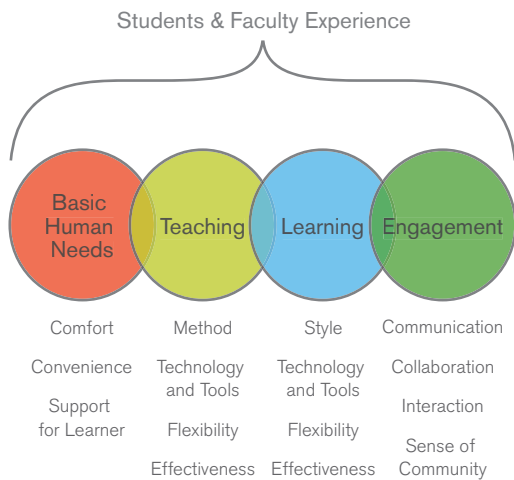 Students & Faculty Experience
Basic
Human
Needs
Teaching
Learning
Engagement
Comfort
Convenience
Support
for Learner
Method
Technology
and Tools
Flexibility
Effectiveness
Style
Technology
and Tools
Flexibility
Effectiveness
Communication
Collaboration
Interaction
Sense of
Community